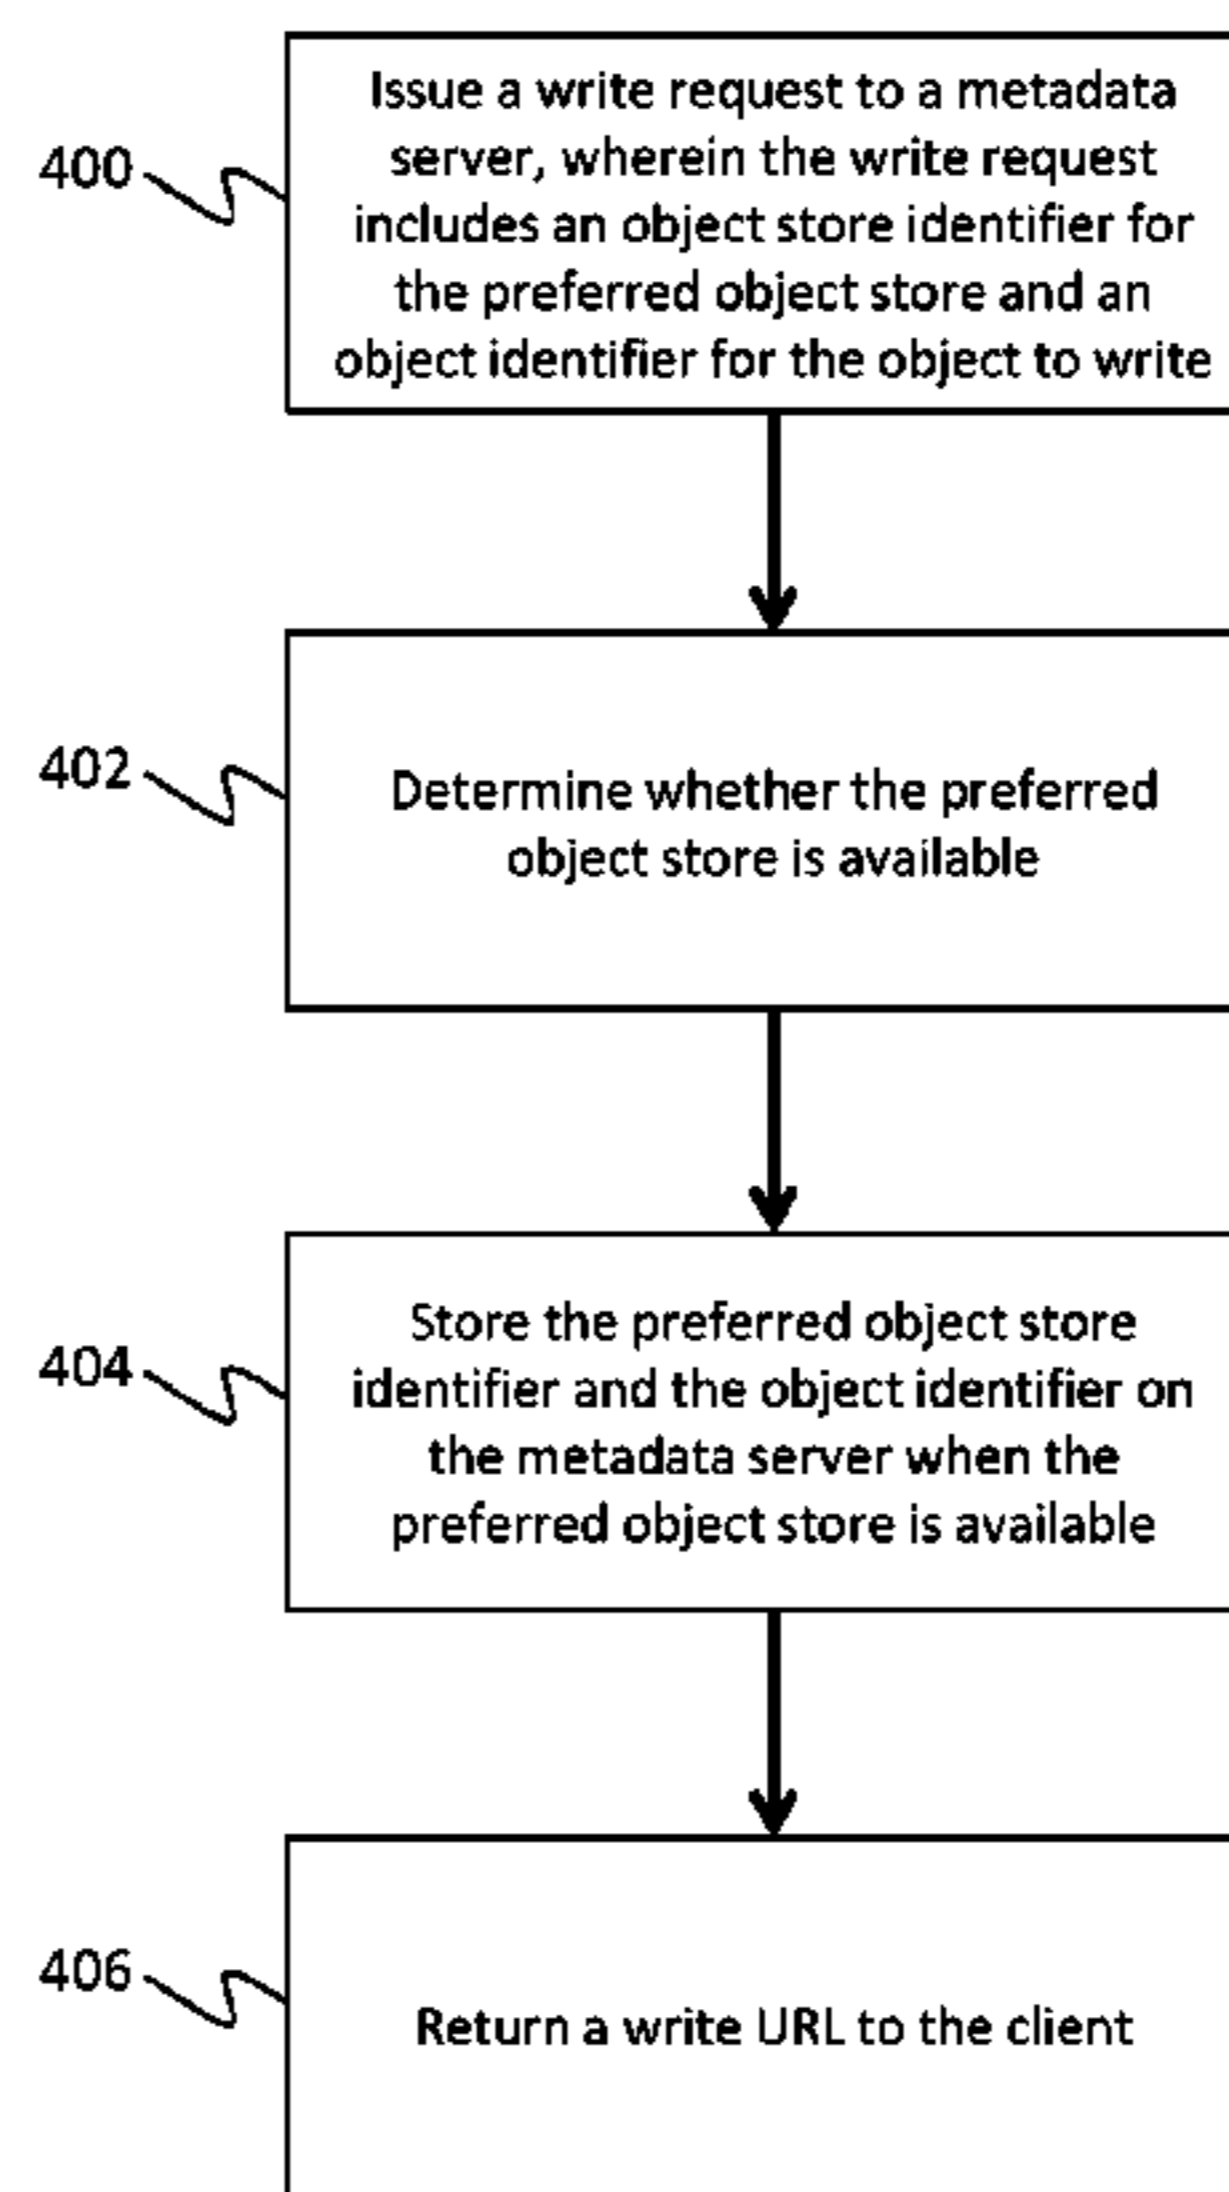 400
Issue a write request to a metadata
server, wherein the write request
includes an object store identifier for
the preferred object store and an
object identifier for the object to write
402
Determine whether the preferred
object store is available
404
Store the preferred object store
identifier and the object identifier on
the metadata server when the
preferred object store is available
406
Return a write URL to the client